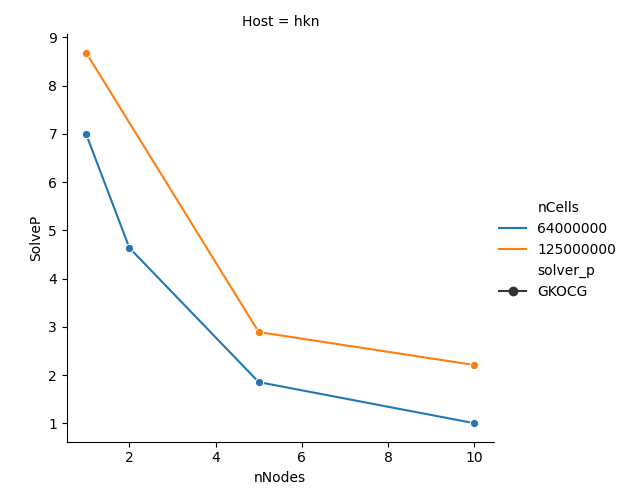 Host = hkn
SolveP
9
8
7
6
5
4
3
2
1
2
4
6
8
10
nNodes
nCells
64000000
125000000
solver_p
GKOCG